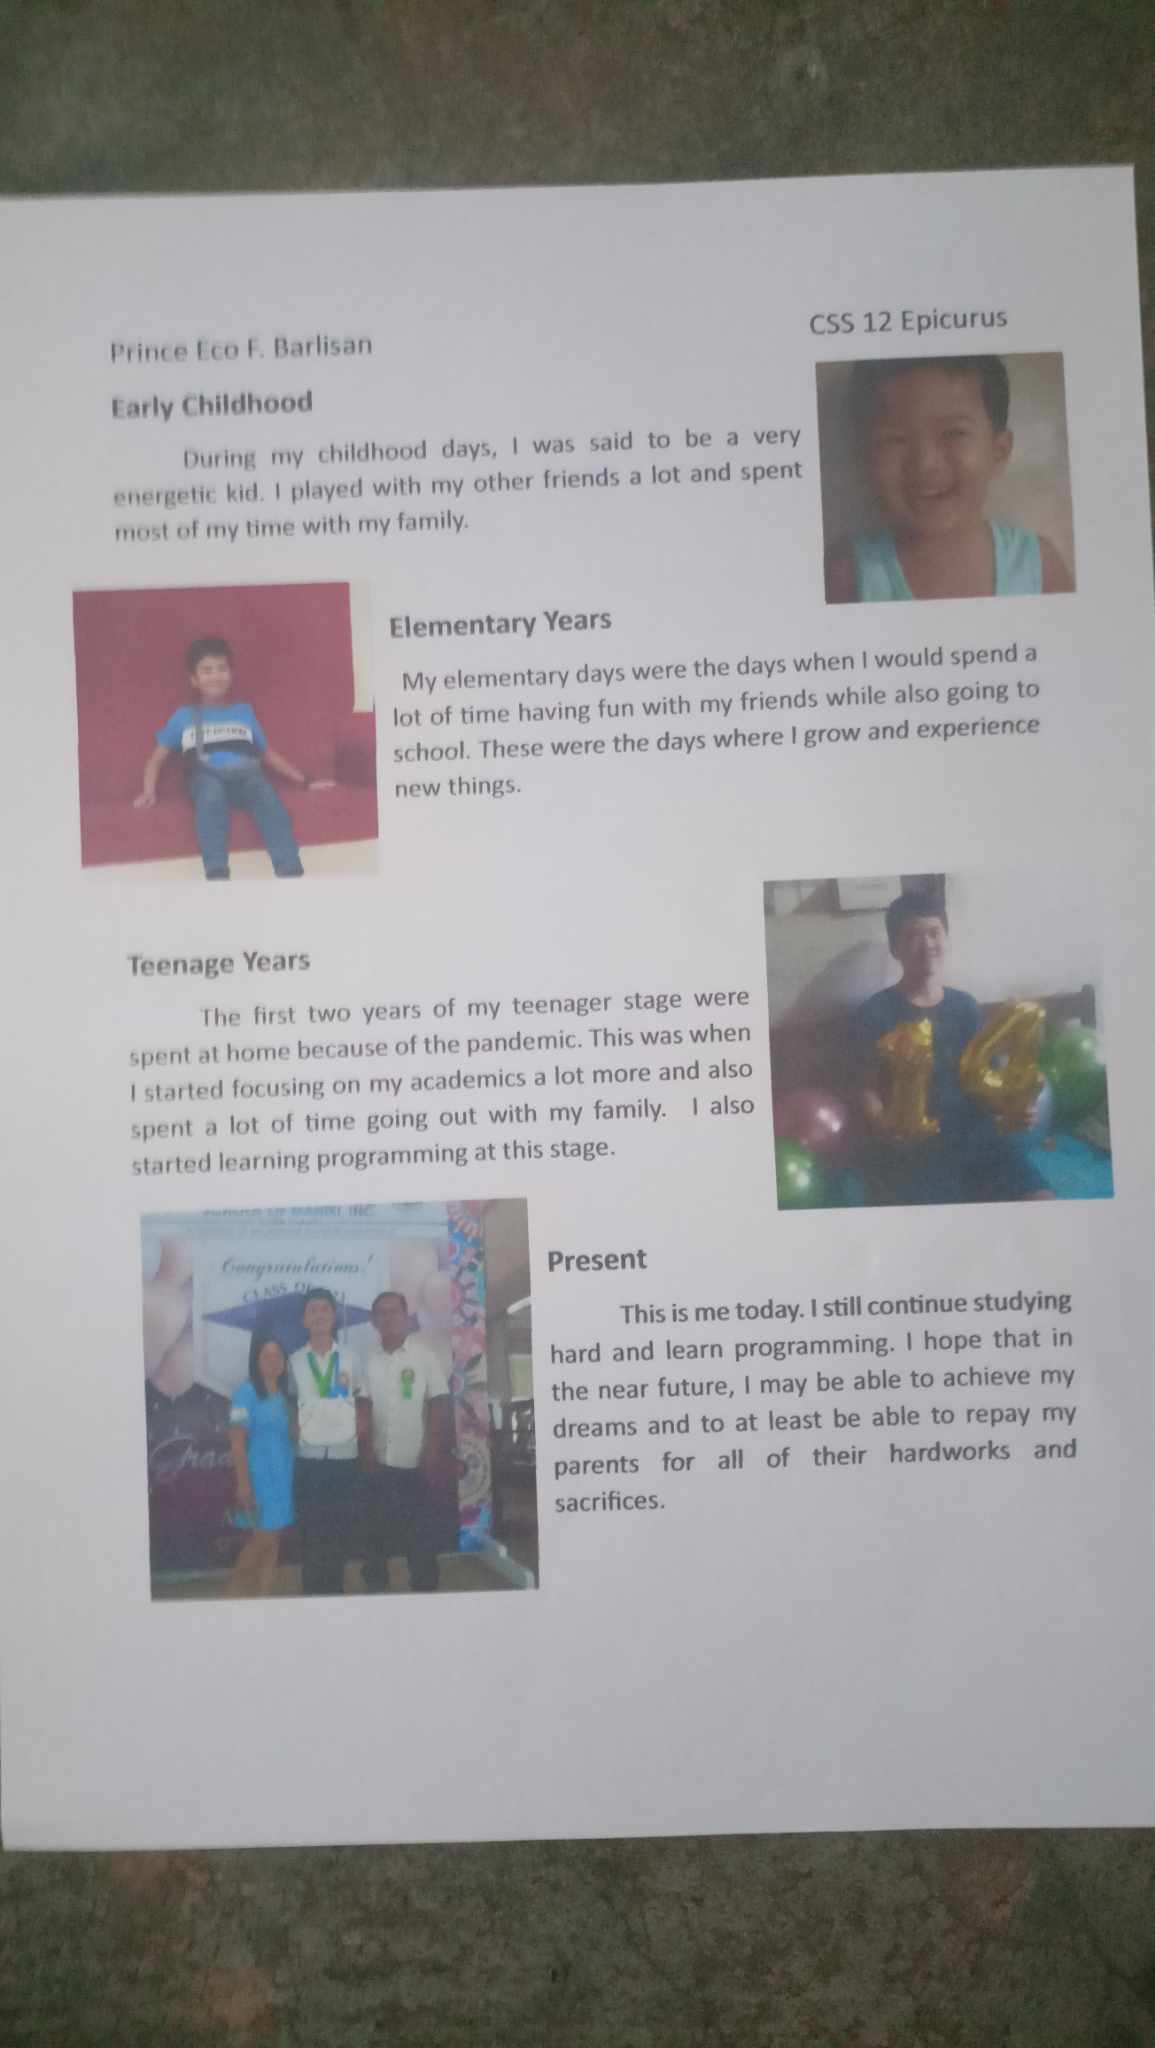 Prince Eco F. Barlisan
CSS 12 Epicurus
Early Childhood
During my childhood days, I was said to be a very
energetic kid. I played with my other friends a lot and spent
most of my time with my family.
Elementary Years
My elementary days were the days when I would spend a
lot of time having fun with my friends while also going to
school. These were the days where I grow and experience
new things.
Teenage Years
The first two years of my teenager stage were
spent at home because of the pandemic. This was when
I started focusing on my academics a lot more and also
spent a lot of time going out with my family. I also
started learning programming at this stage.
14
Congratulations!
CLASS OF
Grad
Present
This is me today. I still continue studying
hard and learn programming. I hope that in
the near future, I may be able to achieve my
dreams and to at least be able to repay my
parents for all of their hardworks and
sacrifices.